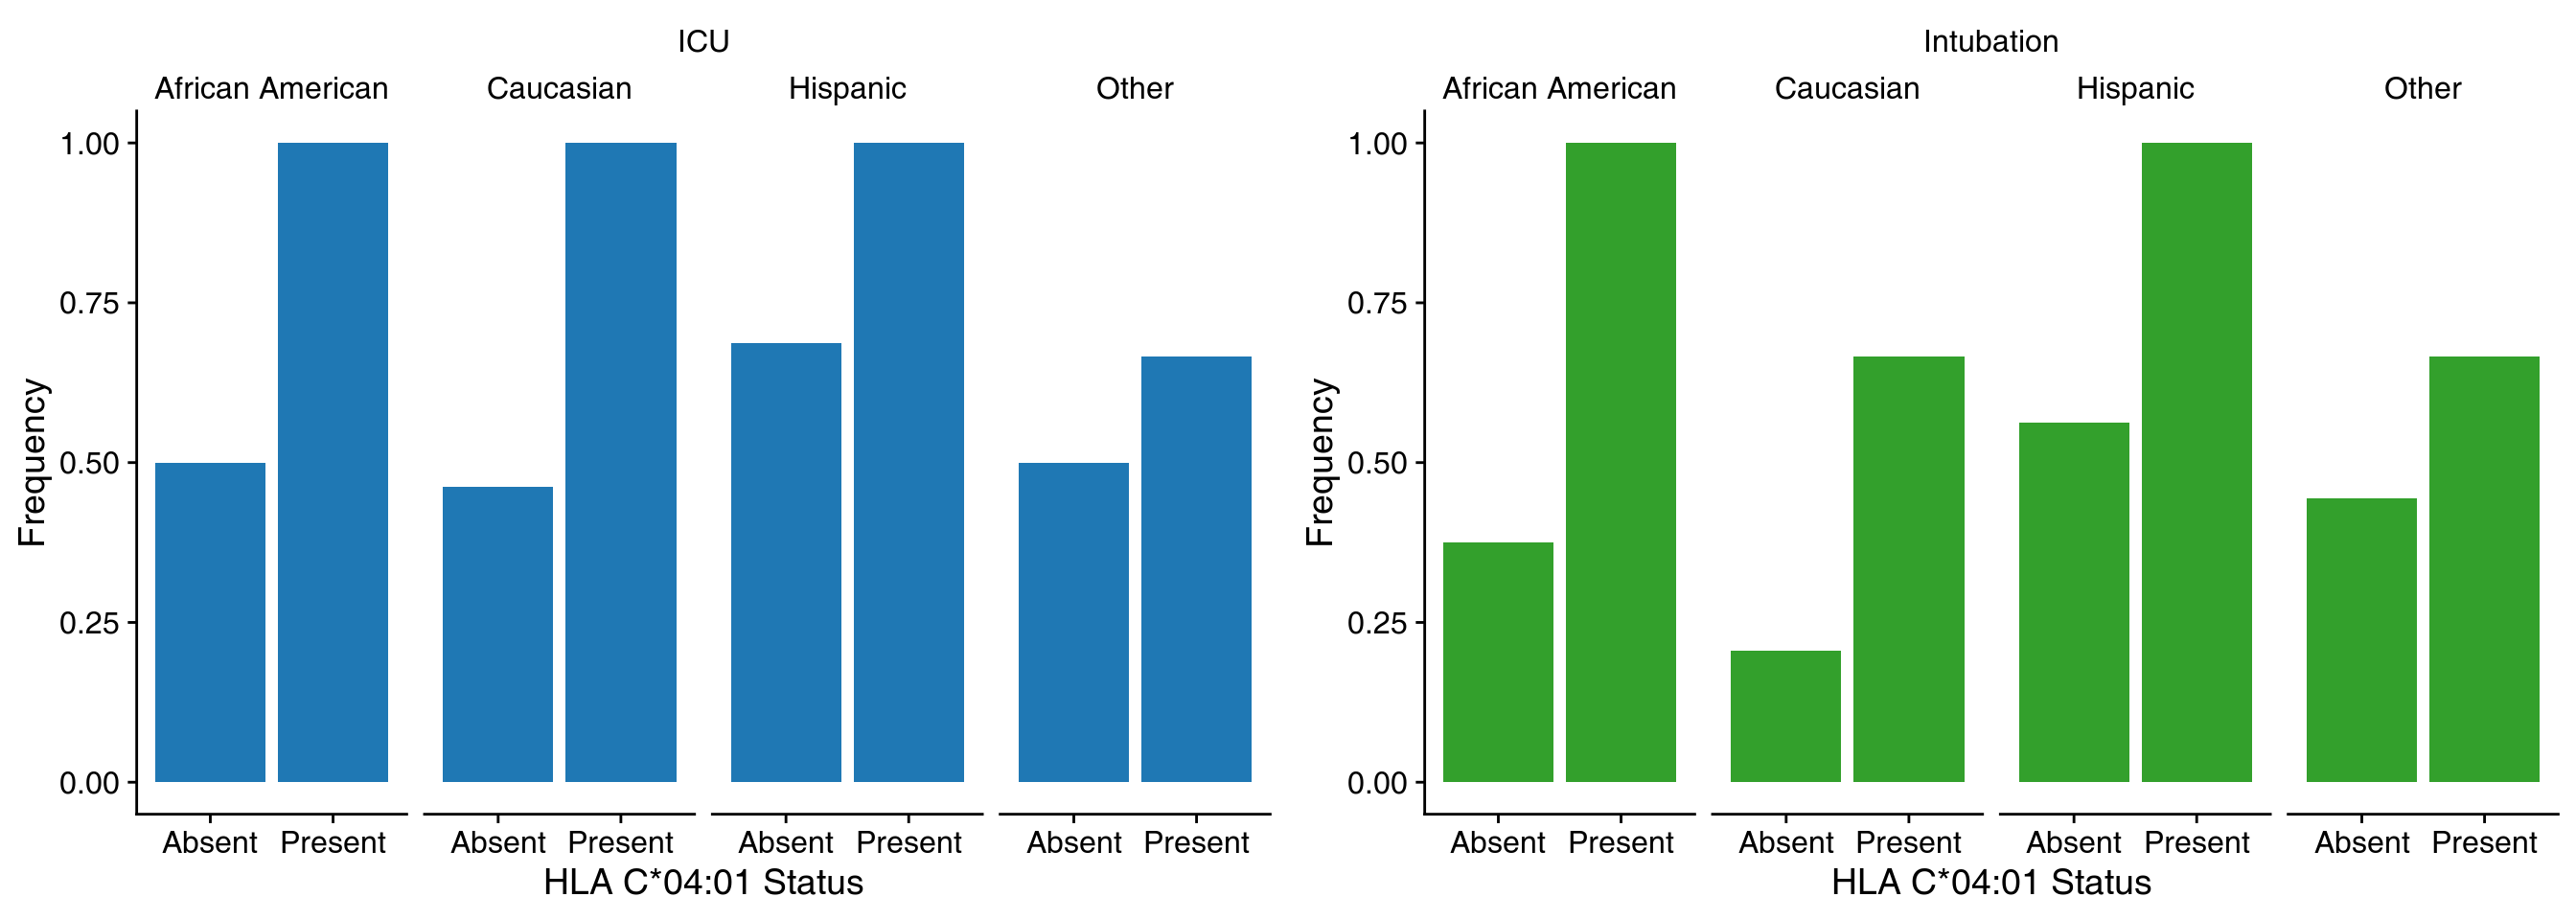 ICU
African American Caucasian Hispanic Other
1.00
0.75
0.50
0.25
0.00
Frequency
Absent Present Absent Present Absent Present Absent Present
HLA C*04:01 Status
Intubation
African American Caucasian Hispanic Other
1.00
0.75
0.50
0.25
0.00
Frequency
Absent Present Absent Present Absent Present Absent Present
HLA C*04:01 Status